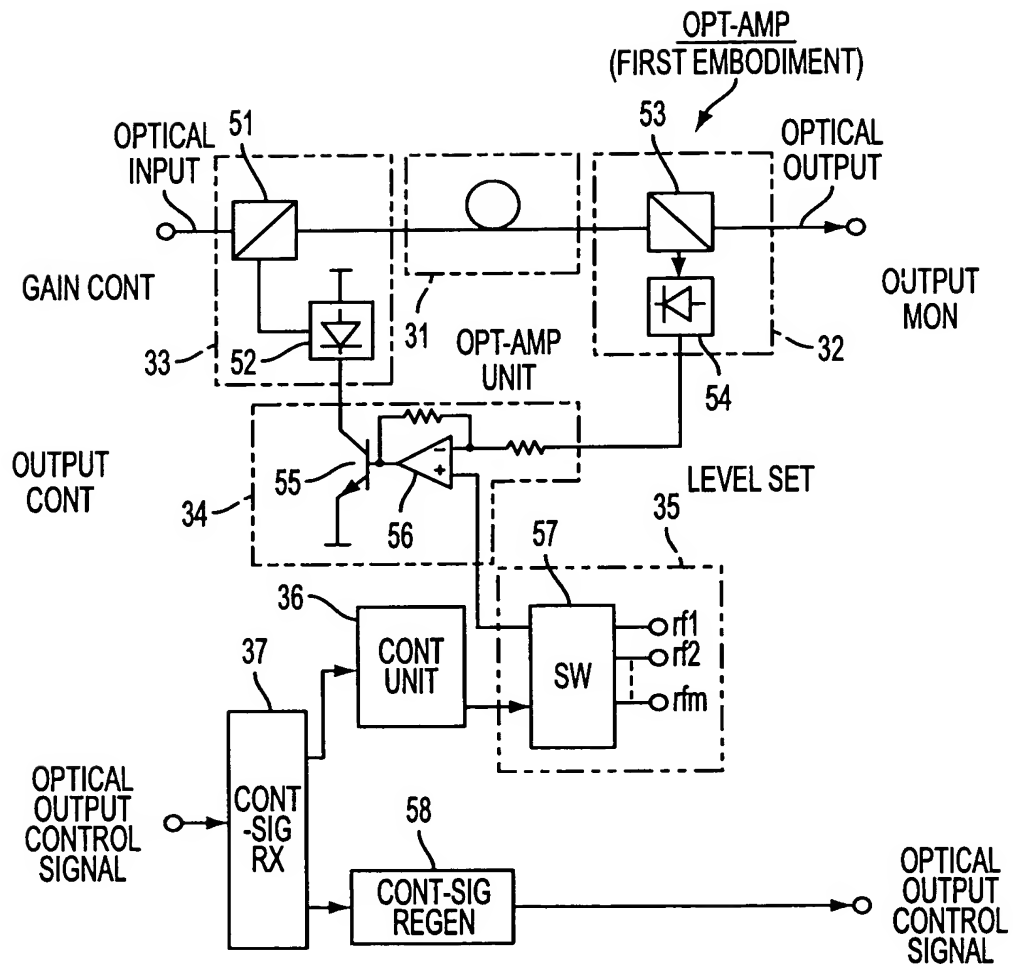 OPT-AMP
(FIRST EMBODIMENT)
51
53
OPTICAL
INPUT
OPTICAL
OUTPUT
GAIN CONT
31
OUTPUT
MON
33
52
OPT-AMP
UNIT
32
54
OUTPUT
CONT
55
-
+
56
34
LEVEL SET
35
57
36
CONT
UNIT
SW
rf1
rf2
rfm
37
OPTICAL
OUTPUT
CONTROL
SIGNAL
CONT
-SIG
RX
58
CONT-SIG
REGEN
OPTICAL
OUTPUT
CONTROL
SIGNAL